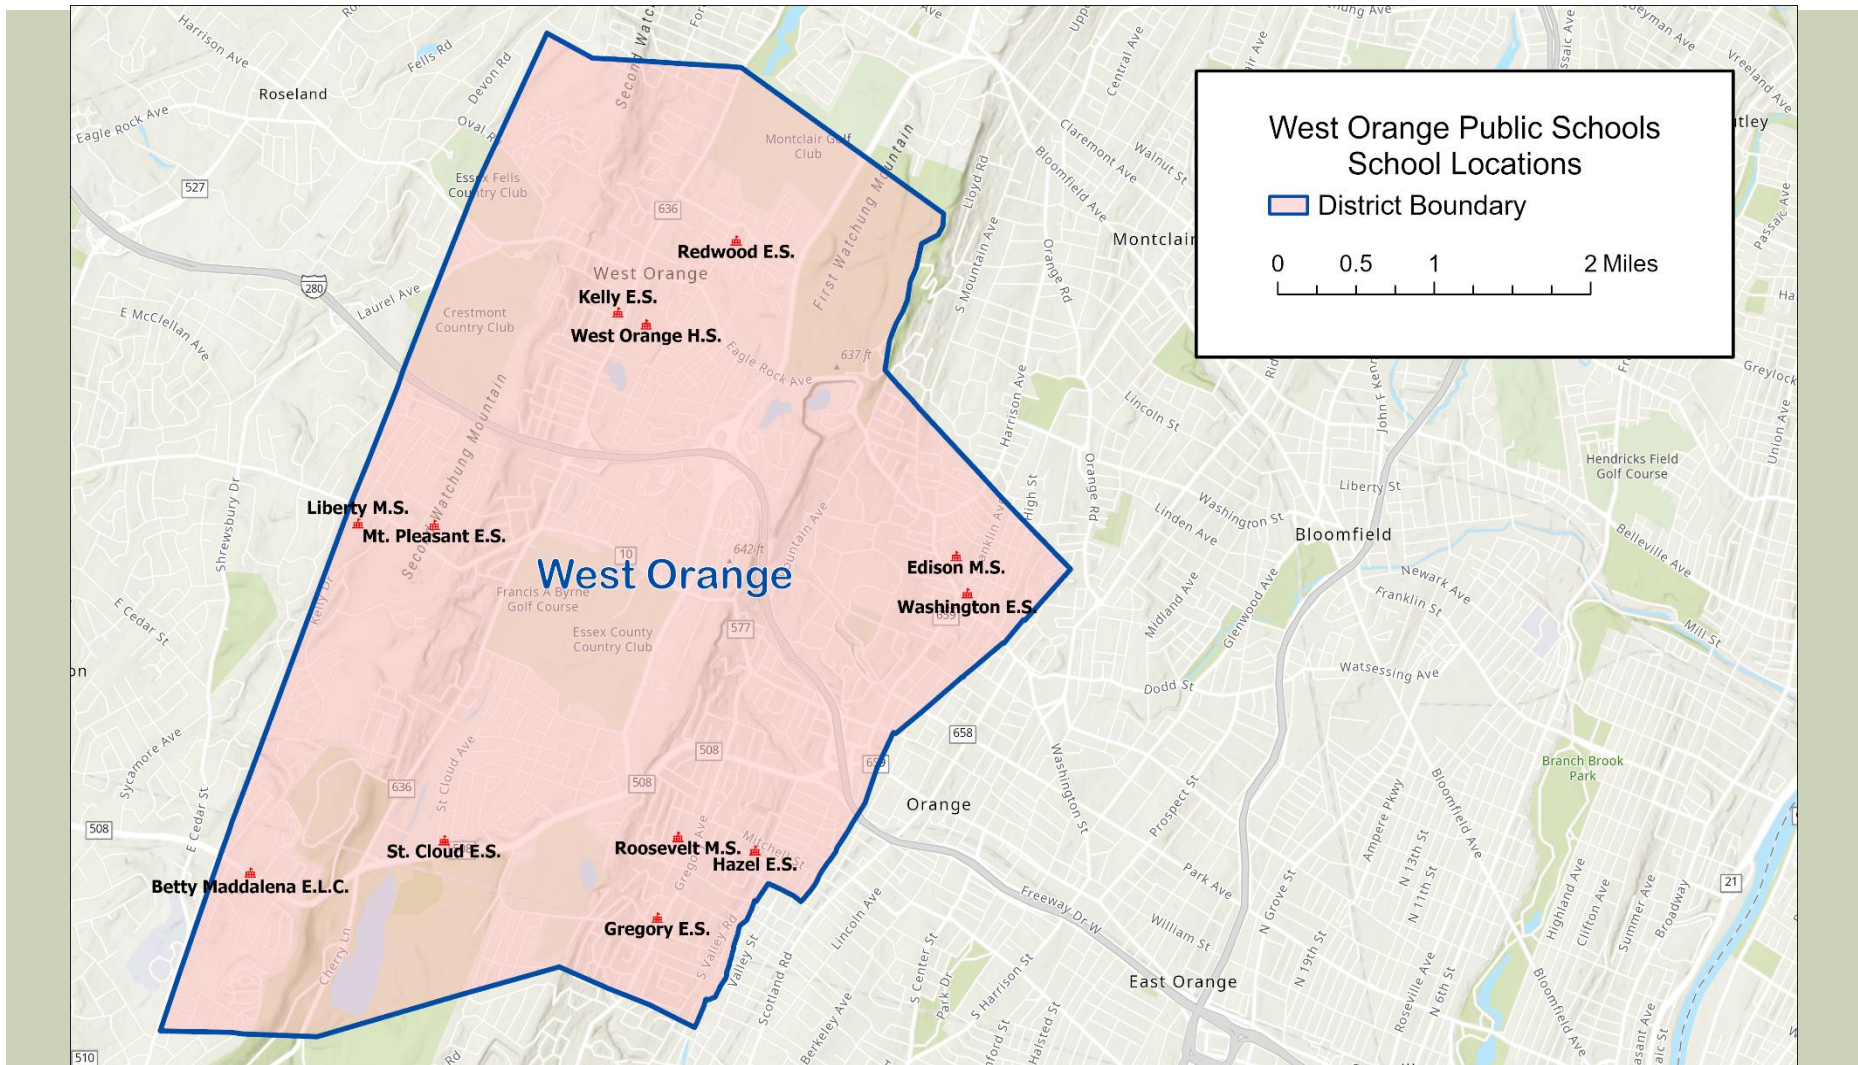 West Orange Public Schools
School Locations
District Boundary
0 0.5 1 2 Miles
Harrison Ave
Fells Rd
Devon Rd
Roseland
Eagle Rock Ave
Oval Rd
Essex Fells
Country Club
527
280
Laurel Ave
E McClellan Ave
Crestmont
Country Club
Montclair Golf
Club
636
Redwood E.S.
West Orange
Kelly E.S.
West Orange H.S.
Eagle Rock Ave
637 ft
First Watchung Mountain
Second Watchung Mountain
Lloyd Rd
S Mountain Ave
Central Ave
Claremont Ave
Walnut St
Bloomfield Ave
Orange Rd
Montclair
Harrison Ave
Lincoln St
High St
Orange Rd
Washington St
Linden Ave
Liberty St
Hendricks Field
Golf Course
Union Ave
Vreeland Ave
Passaic Ave
Greylock
Bloomfield
Belleville Ave
Newark Ave
Franklin St
Mill St
Midland Ave
Glenwood Ave
Watsessing Ave
Dodd St
Shrewsbury Dr
Liberty M.S.
Mt. Pleasant E.S.
Kelly Dr
E Cedar St
10
642 ft
West Orange
Francis A Byrne
Golf Course
Essex County
Country Club
577
Edison M.S.
Washington E.S.
659
Sycamore Ave
E Cedar St
508
636
St Cloud Ave
508
508
659
658
Orange
Washington St
Prospect St
Ampere Pkwy
Bloomfield Ave
Branch Brook
Park
St. Cloud E.S.
Betty Maddalena E.L.C.
Roosevelt M.S.
Hazel E.S.
Mitchell St
Gregory Ave
Gregory E.S.
Cherry Ln
S Valley Rd
Valley St
Scotland Rd
Lincoln Ave
Berkeley Ave
S Center St
Park Dr
S Harrison St
Halsted St
Freeway Dr W
Park Ave
William St
N Grove St
N 19th St
N 13th St
N 11th St
N 6th St
Roseville Ave
Highland Ave
Clifton Ave
Summer Ave
Broadway
21
East Orange
Bloomfield Ave
510